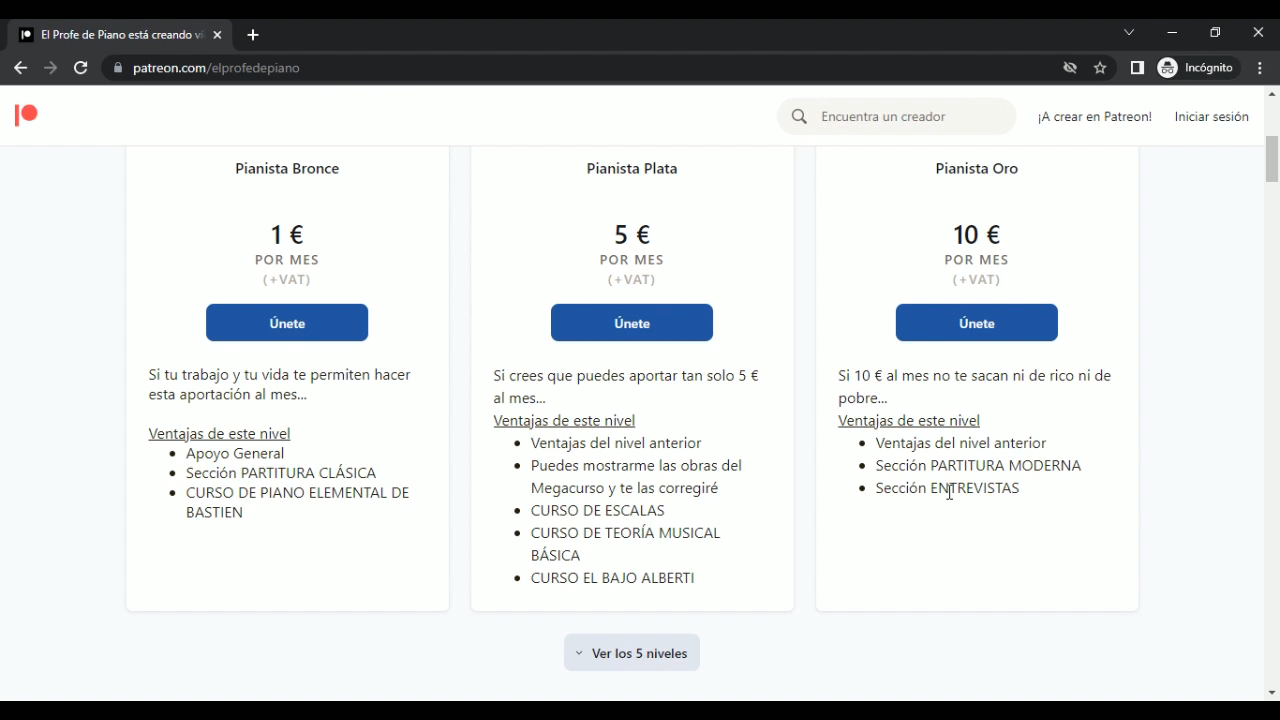 El Profe de Piano está creando ví
patreon.com/elprofedepiano
Incógnito
Encuentra un creador
¡A crear en Patreon!
Iniciar sesión
Pianista Bronce
1 €
POR MES
(+VAT)
Únete
Si tu trabajo y tu vida te permiten hacer
esta aportación al mes...
Ventajas de este nivel
Apoyo General
Sección PARTITURA CLÁSICA
CURSO DE PIANO ELEMENTAL DE
BASTIEN
Pianista Plata
5 €
POR MES
(+VAT)
Únete
Si crees que puedes aportar tan solo 5 €
al mes...
Ventajas de este nivel
Ventajas del nivel anterior
Puedes mostrarme las obras del
Megacurso y te las corregiré
CURSO DE ESCALAS
CURSO DE TEORÍA MUSICAL
BÁSICA
CURSO EL BAJO ALBERTI
Pianista Oro
10 €
POR MES
(+VAT)
Únete
Si 10 € al mes no te sacan ni de rico ni de
pobre...
Ventajas de este nivel
Ventajas del nivel anterior
Sección PARTITURA MODERNA
Sección ENTREVISTAS
Ver los 5 niveles